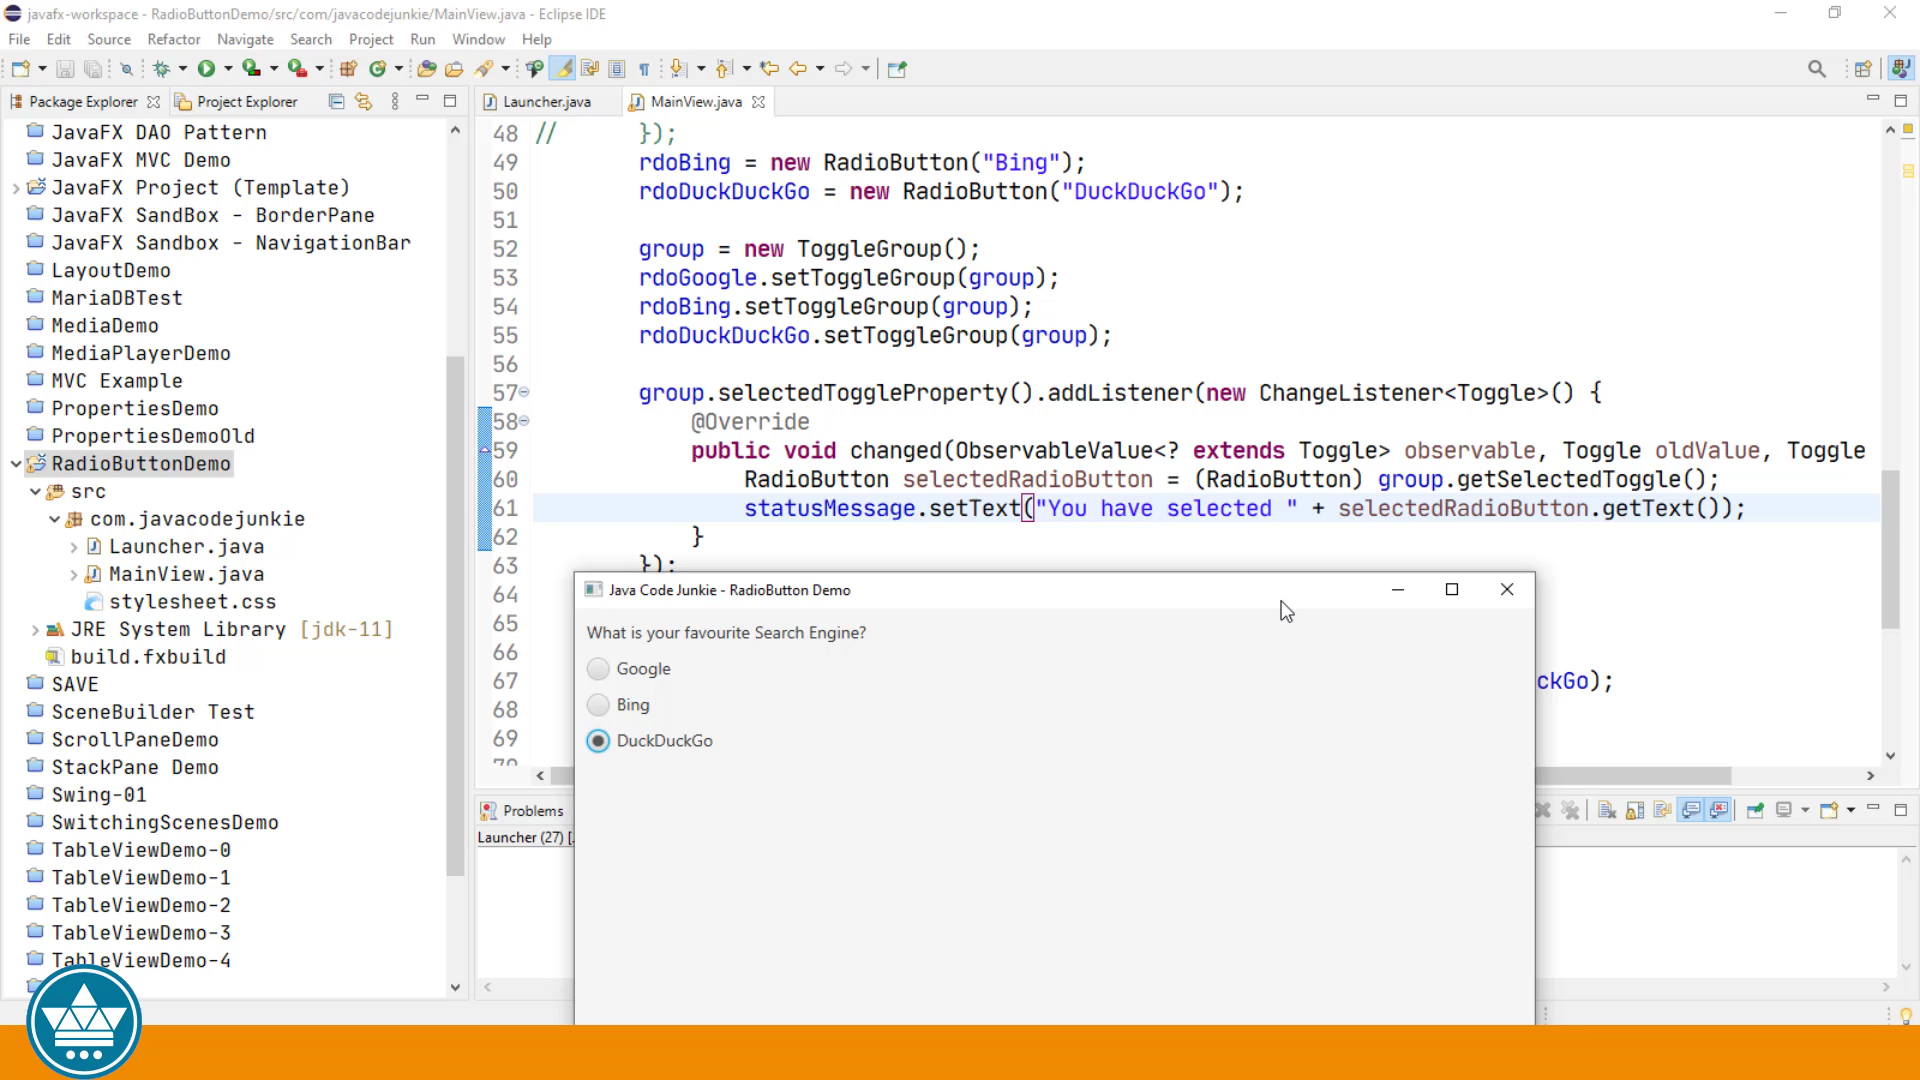 javafx-workspace - RadioButtonDemo/src/com/javacodejunkie/MainView.java - Eclipse IDE
File Edit Source Refactor Navigate Search Project Run Window Help
Package Explorer Project Explorer
JavaFX DAO Pattern
JavaFX MVC Demo
JavaFX Project (Template)
JavaFX SandBox - BorderPane
JavaFX Sandbox - NavigationBar
LayoutDemo
MariaDBTest
MediaDemo
MediaPlayerDemo
MVC Example
PropertiesDemo
PropertiesDemoOld
RadioButtonDemo
src
com.javacodejunkie
Launcher.java
MainView.java
stylesheet.css
JRE System Library [jdk-11]
build.fxbuild
SAVE
SceneBuilder Test
ScrollPaneDemo
StackPane Demo
Swing-01
SwitchingScenesDemo
TableViewDemo-0
TableViewDemo-1
TableViewDemo-2
TableViewDemo-3
TableViewDemo-4
Launcher.java MainView.java
48 // });
49 rdoBing = new RadioButton("Bing");
50 rdoDuckDuckGo = new RadioButton("DuckDuckGo");
51
52 group = new ToggleGroup();
53 rdoGoogle.setToggleGroup(group);
54 rdoBing.setToggleGroup(group);
55 rdoDuckDuckGo.setToggleGroup(group);
56
57 group.selectedToggleProperty().addListener(new ChangeListener<Toggle>() {
58 @Override
59 public void changed(ObservableValue<? extends Toggle> observable, Toggle oldValue, Toggle
60 RadioButton selectedRadioButton = (RadioButton) group.getSelectedToggle();
61 statusMessage.setText("You have selected " + selectedRadioButton.getText());
62 }
63 });
64
65
66
67 ckGo);
68
69
70
Java Code Junkie - RadioButton Demo
What is your favourite Search Engine?
Google
Bing
DuckDuckGo
Problems
Launcher (27) [